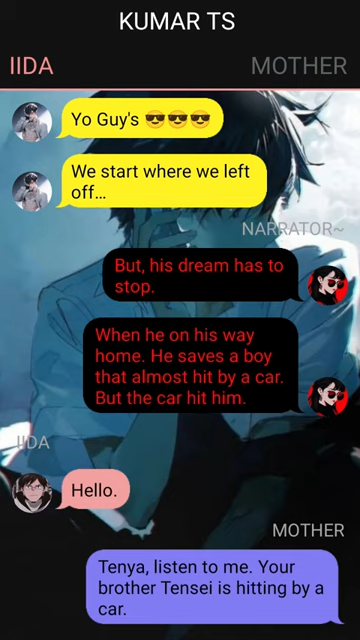 KUMAR TS
IIDA
MOTHER
Yo Guy's 😎😎😎
We start where we left
off...
NARRATOR~
But, his dream has to
stop.
When he on his way
home. He saves a boy
that almost hit by a car.
But the car hit him.
IIDA
Hello.
MOTHER
Tenya, listen to me. Your
brother Tensei is hitting by a
car.